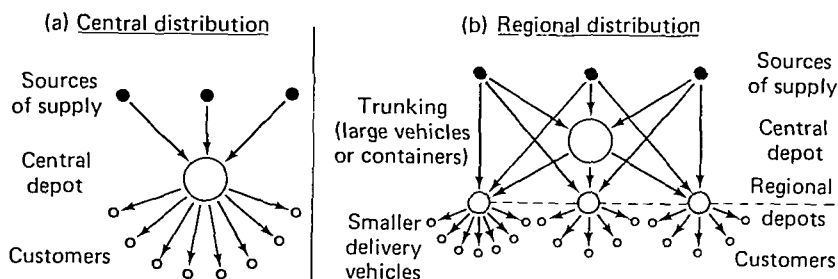 (a) Central distribution
Sources
of supply
Central
depot
Customers
(b) Regional distribution
Sources
of supply
Trunking
(large vehicles
or containers)
Central
depot
Regional
depots
Smaller
delivery
vehicles
Customers